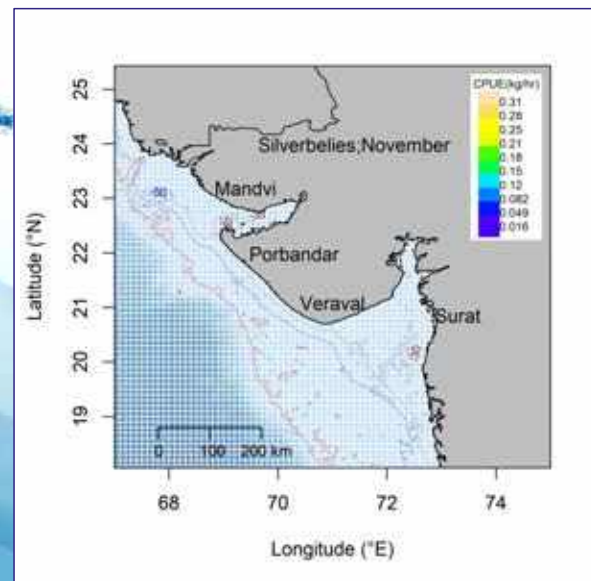 CPUE(kg/hr)
0.31
0.28
0.25
0.21
0.18
0.15
0.12
0.082
0.049
0.016
Silverbelies;November
Mandvi
-50
Porbandar
Veraval
Surat
0 100 200 km
25
24
23
22
21
20
19
Latitude (°N)
68 70 72 74
Longitude (°E)